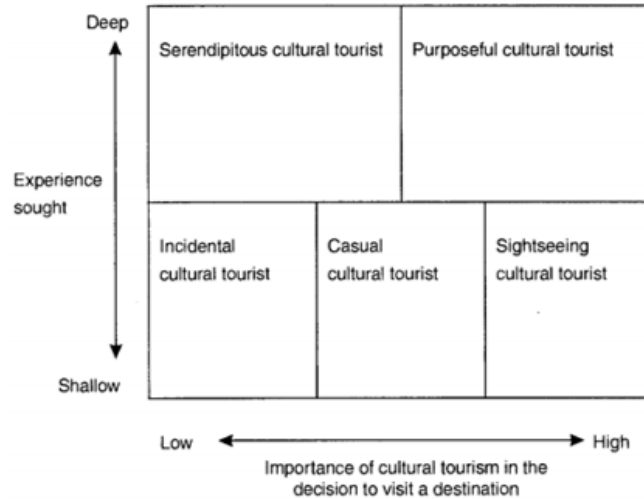 Deep
Serendipitous cultural tourist
Purposeful cultural tourist
Experience
sought
Incidental
cultural tourist
Casual
cultural tourist
Sightseeing
cultural tourist
Shallow
Low
High
Importance of cultural tourism in the
decision to visit a destination